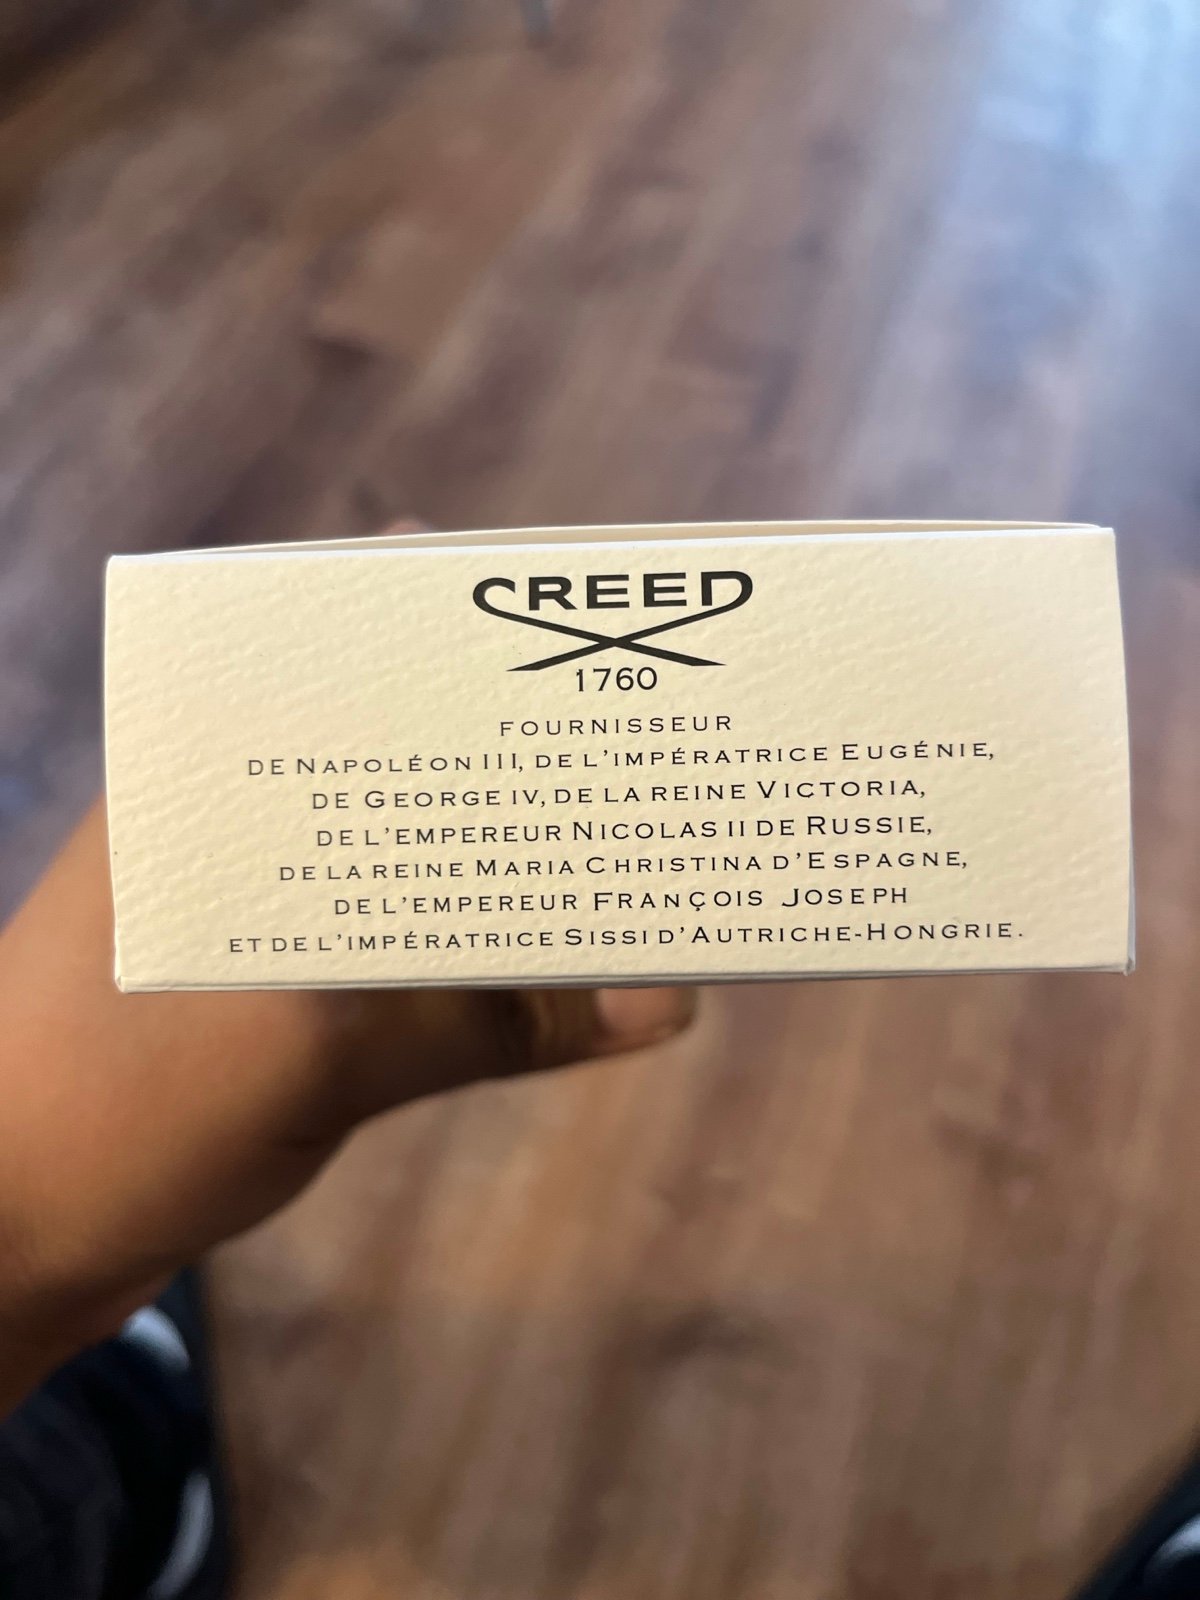 CREED
1760
FOURNISSEUR
DE NAPOLÉON III, DE L'IMPÉRATRICE EUGÉNIE,
DE GEORGE IV, DE LA REINE VICTORIA,
DE L'EMPEREUR NICOLAS II DE RUSSIE,
DE LA REINE MARIA CHRISTINA D'ESPAGNE,
DE L'EMPEREUR FRANÇOIS JOSEPH
ET DE L'IMPÉRATRICE SISSI D'AUTRICHE-HONGRIE.